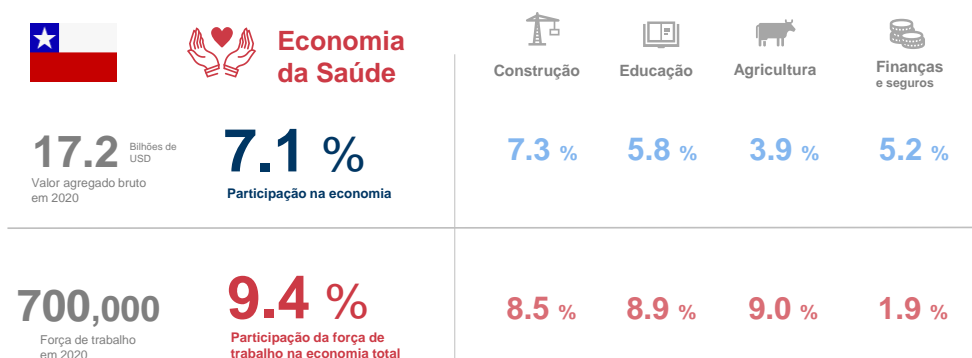 Economia
da Saúde
Construção
Educação
Agricultura
Finanças
e seguros
17.2 Bilhões de
USD
Valor agregado bruto
em 2020
7.1 %
Participação na economia
7.3 %
5.8 %
3.9 %
5.2 %
700,000
Força de trabalho
em 2020
9.4 %
Participação da força de
trabalho na economia total
8.5 %
8.9 %
9.0 %
1.9 %